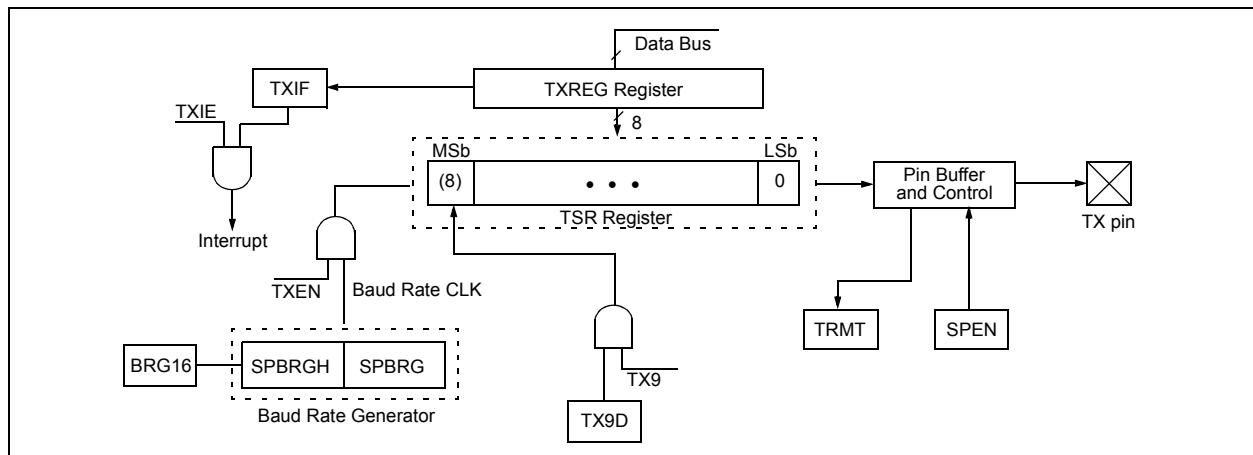 Data Bus
TXIF
TXREG Register
TXIE
8
MSb
LSb
(8)
• • •
0
Pin Buffer
and Control
TSR Register
TX pin
Interrupt
TXEN
Baud Rate CLK
TRMT
SPEN
BRG16
SPBRGH
SPBRG
TX9
Baud Rate Generator
TX9D